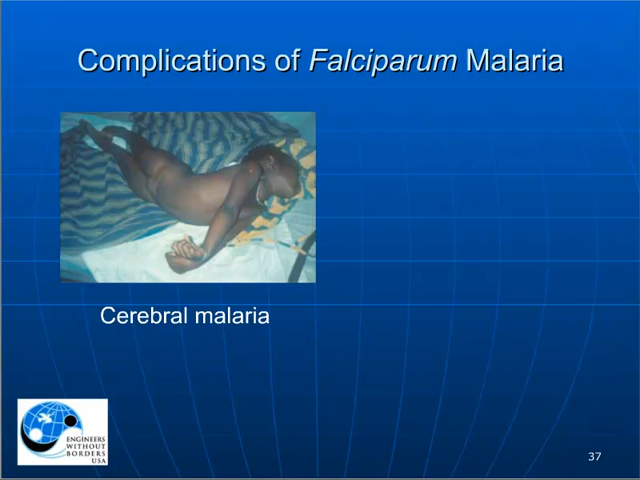 Complications of Falciparum Malaria
Cerebral malaria
ENGINEERS
WITHOUT
BORDERS
USA
37